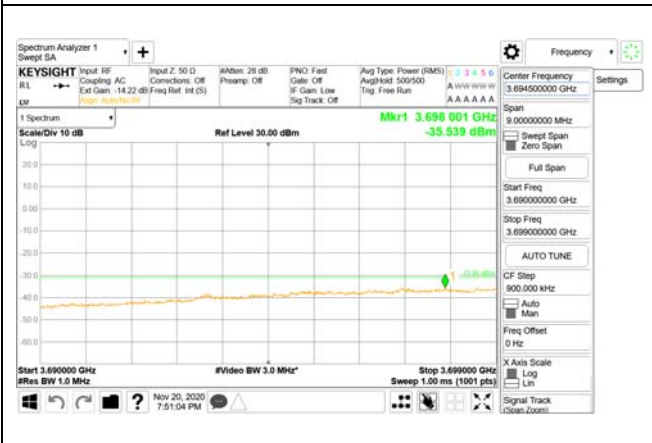 Spectrum Analyzer 1
Swept SA
+
Frequency
KEYSIGHT
RL
Input: RF
Coupling: AC
Ext Gain: -14.22 dB
Align: Auto/No RF
Input Z: 50 Ω
Corrections: Off
Freq Ref: Int (S)
#Atten: 28 dB
Preamp: Off
PNO: Fast
Gate: Off
IF Gain: Low
Sig Track: Off
Avg Type: Power (RMS)
Avg|Hold: 500/500
Trig: Free Run
1 2 3 4 5 6
A W W W W W
A A A A A A
Settings
1 Spectrum
Scale/Div 10 dB
Log
Ref Level 30.00 dBm
Mkr1 3.698 001 GHz
-35.539 dBm
20.0
10.0
0.00
-10.0
-20.0
-30.0
-40.0
-50.0
-60.0
1
Start 3.690000 GHz
#Res BW 1.0 MHz
#Video BW 3.0 MHz*
Stop 3.699000 GHz
Sweep 1.00 ms (1001 pts)
Nov 20, 2020
7:51:04 PM
Center Frequency
3.694500000 GHz
Span
9.00000000 MHz
Swept Span
Zero Span
Full Span
Start Freq
3.690000000 GHz
Stop Freq
3.699000000 GHz
AUTO TUNE
CF Step
900.000 kHz
Auto
Man
Freq Offset
0 Hz
X Axis Scale
Log
Lin
Signal Track
(Span Zoom)